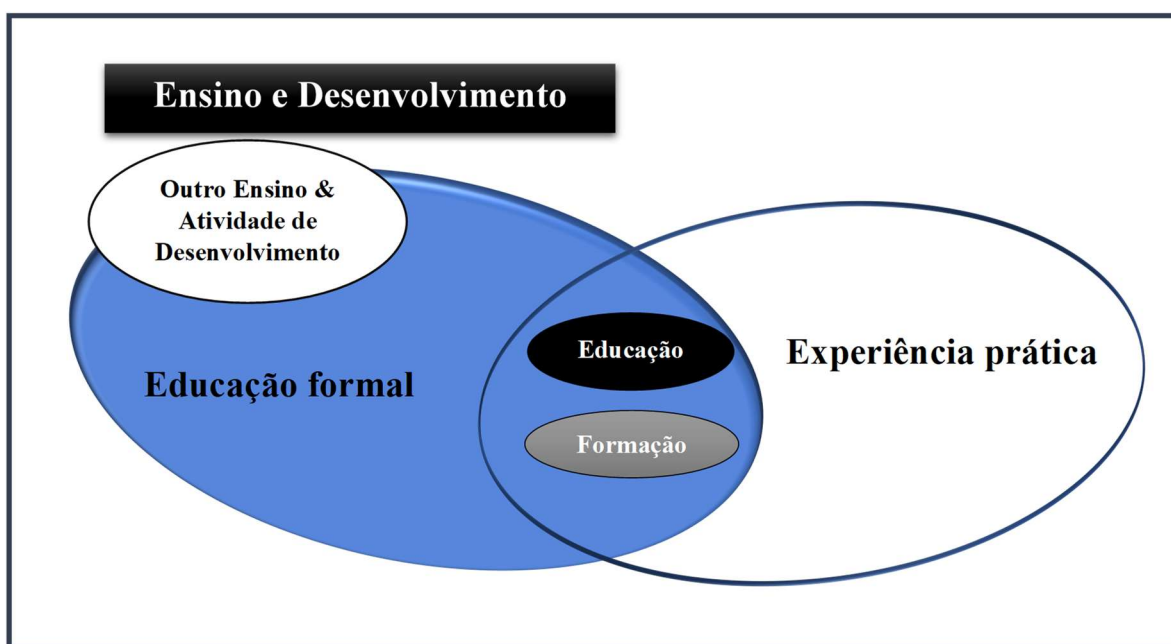 Ensino e Desenvolvimento
Outro Ensino &
Atividade de
Desenvolvimento
Educação formal
Educação
Formação
Experiência prática